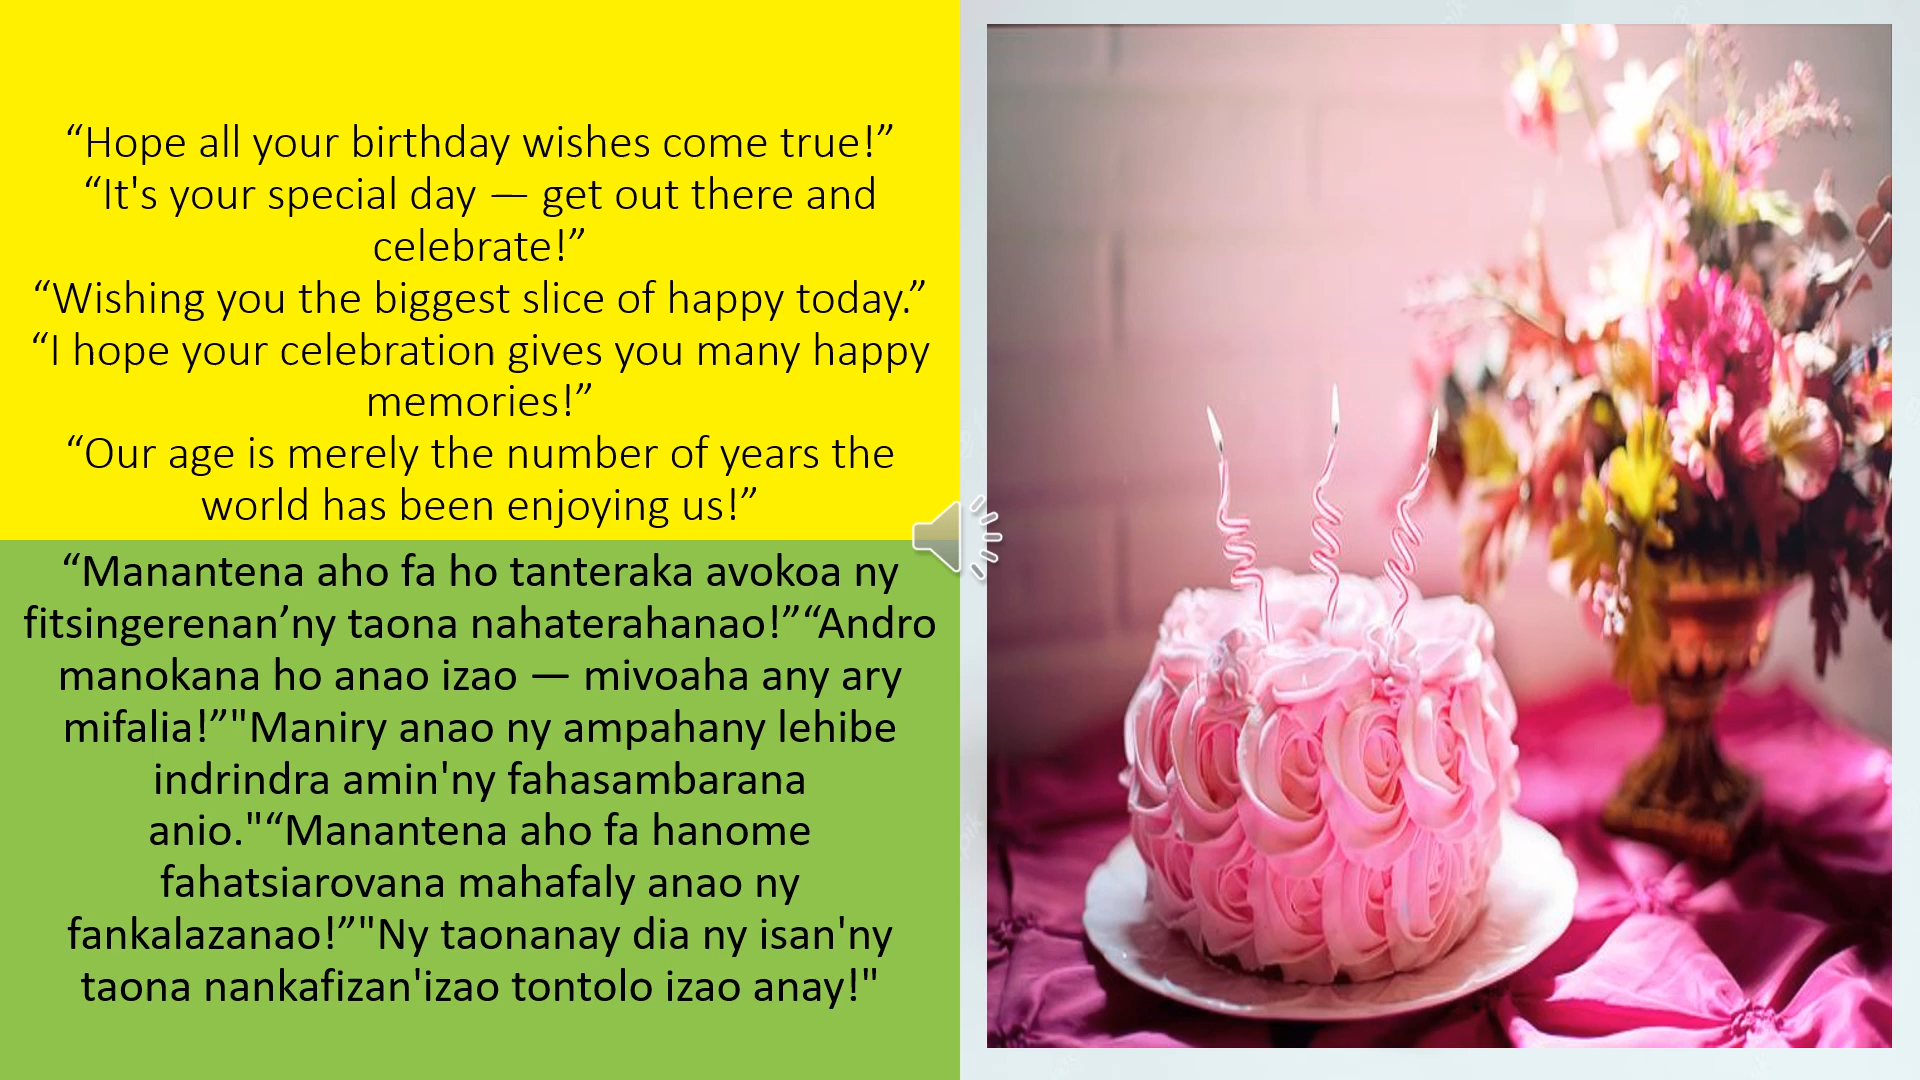 “Hope all your birthday wishes come true!”
“It's your special day — get out there and
celebrate!”
“Wishing you the biggest slice of happy today.”
“I hope your celebration gives you many happy
memories!”
“Our age is merely the number of years the
world has been enjoying us!”
“Manantena aho fa ho tanteraka avokoa ny
fitsingerenan’ny taona nahaterahanao!”“Andro
manokana ho anao izao — mivoaha any ary
mifalia!”"Maniry anao ny ampahany lehibe
indrindra amin'ny fahasambarana
anio."“Manantena aho fa hanome
fahatsiarovana mahafaly anao ny
fankalazanao!”"Ny taonanay dia ny isan'ny
taona nankafizan'izao tontolo izao anay!"